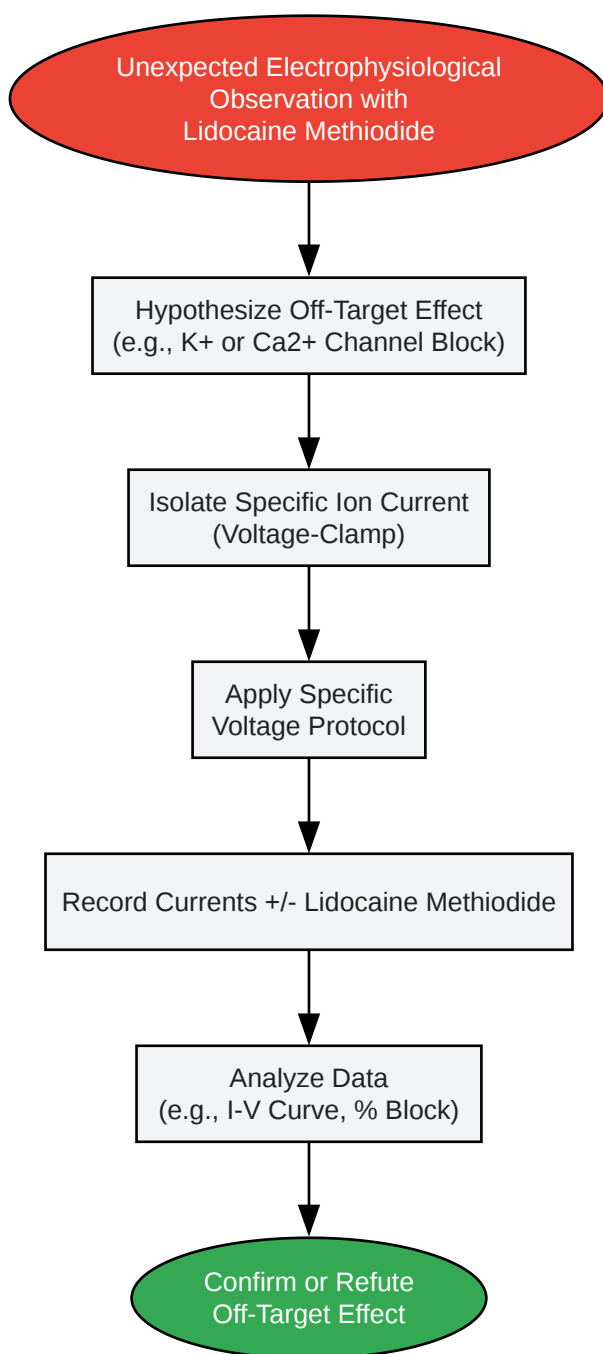 Unexpected Electrophysiological
Observation with
Lidocaine Methiodide
Hypothesize Off-Target Effect
(e.g., K+ or Ca2+ Channel Block)
Isolate Specific Ion Current
(Voltage-Clamp)
Apply Specific
Voltage Protocol
Record Currents +/- Lidocaine Methiodide
Analyze Data
(e.g., I-V Curve, % Block)
Confirm or Refute
Off-Target Effect